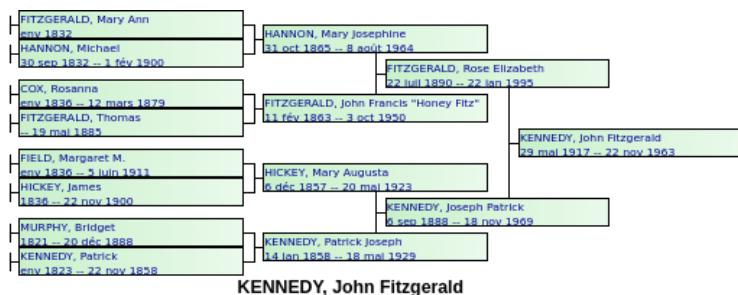 FITZGERALD, Mary Ann
env 1832
HANNON, Michael
30 sep 1832 -- 1 fév 1900
HANNON, Mary Josephine
31 oct 1865 -- 8 août 1964
FITZGERALD, Rose Elizabeth
22 juil 1890 -- 22 jan 1995
COX, Rosanna
env 1836 -- 12 mars 1879
FITZGERALD, Thomas
-- 19 mai 1885
FITZGERALD, John Francis "Honey Fitz"
11 fév 1863 -- 3 oct 1950
KENNEDY, John Fitzgerald
29 mai 1917 -- 22 nov 1963
FIELD, Margaret M.
env 1836 -- 5 juin 1911
HICKEY, James
1836 -- 22 nov 1900
HICKEY, Mary Augusta
6 déc 1857 -- 20 mai 1923
KENNEDY, Joseph Patrick
6 sep 1888 -- 18 nov 1969
MURPHY, Bridget
1821 -- 20 déc 1888
KENNEDY, Patrick
env 1823 -- 22 nov 1858
KENNEDY, Patrick Joseph
14 jan 1858 -- 18 mai 1929
KENNEDY, John Fitzgerald